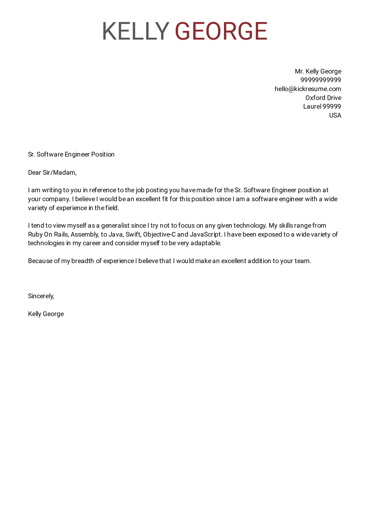 KELLY GEORGE
Mr. Kelly George
99999999999
hello@kickresume.com
Oxford Drive
Laurel 99999
USA
Sr. Software Engineer Position
Dear Sir/Madam,
I am writing to you in reference to the job posting you have made for the Sr. Software Engineer position at
your company. I believe I would be an excellent fit for this position since I am a software engineer with a wide
variety of experience in the field.
I tend to view myself as a generalist since I try not to focus on any given technology. My skills range from
Ruby On Rails, Assembly, to Java, Swift, Objective-C and JavaScript. I have been exposed to a wide variety of
technologies in my career and consider myself to be very adaptable.
Because of my breadth of experience I believe that I would make an excellent addition to your team.
Sincerely,
Kelly George